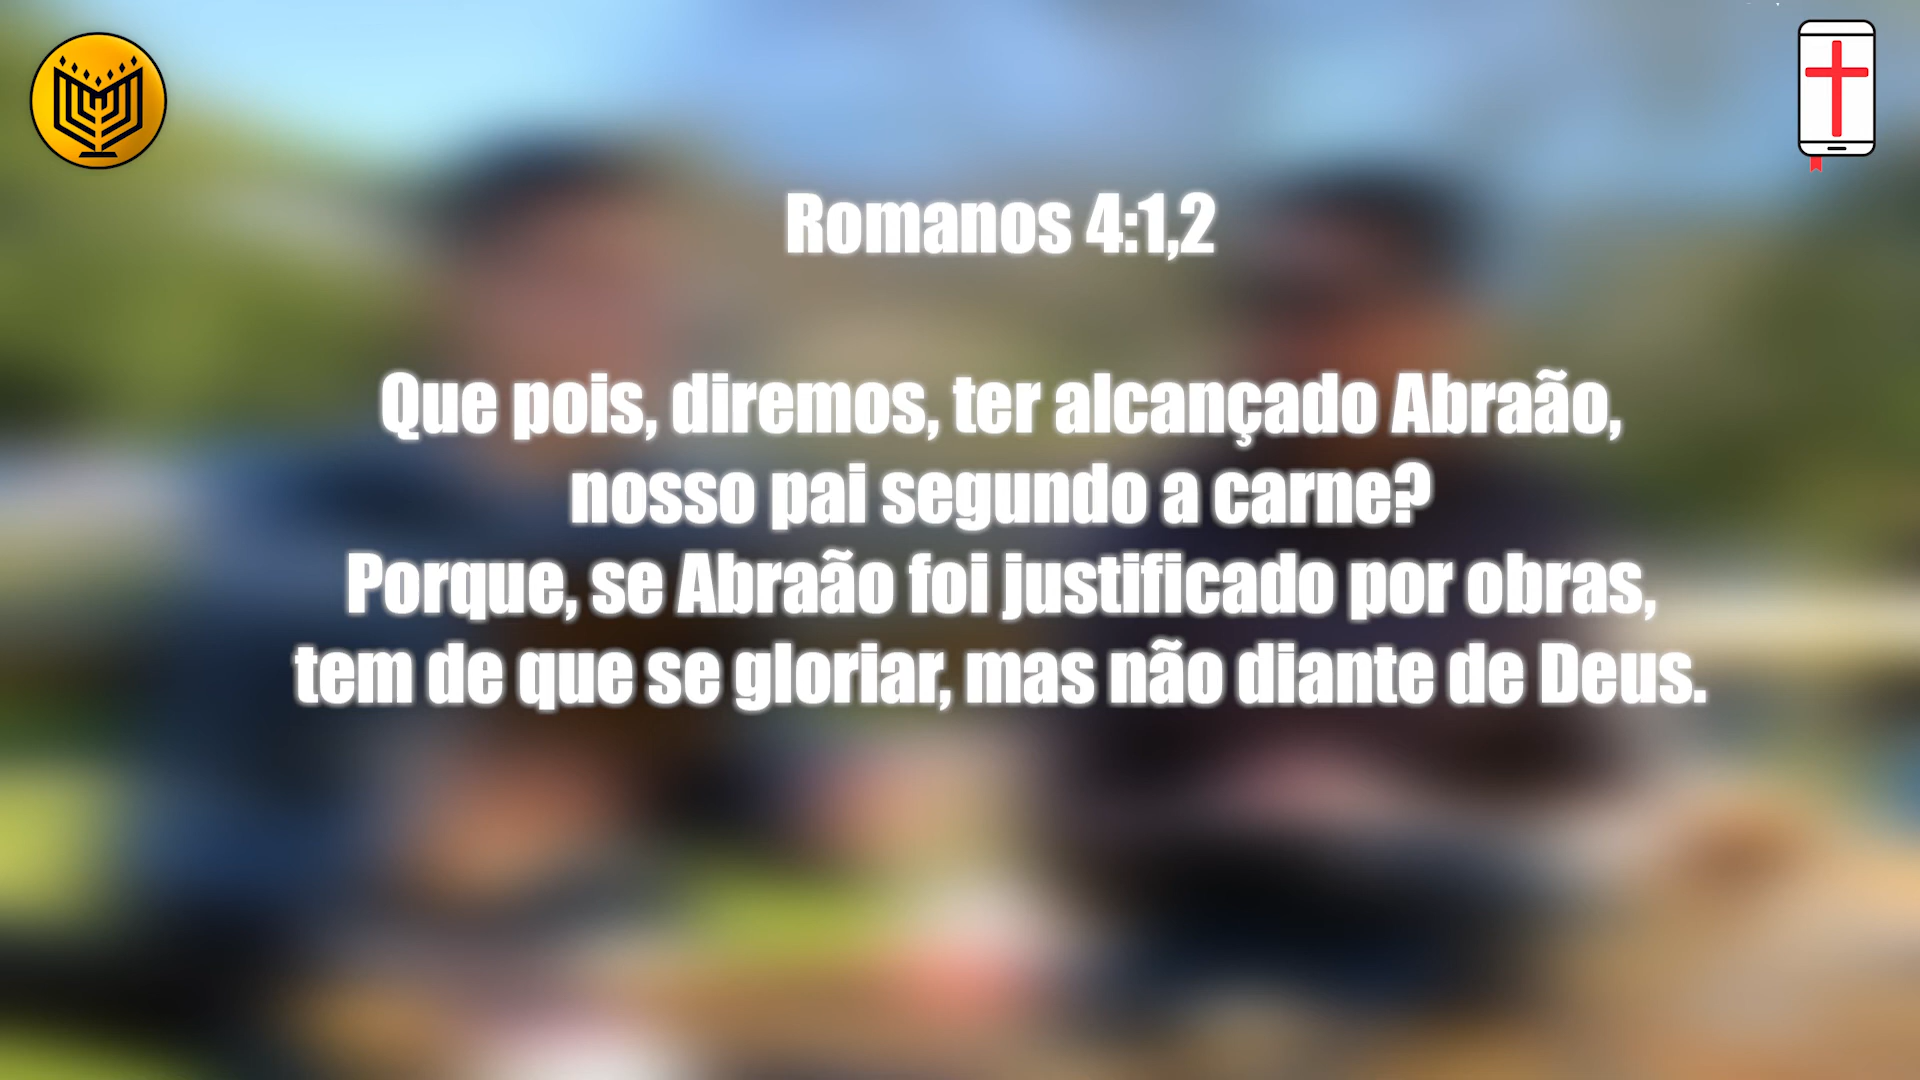 Romanos 4:1,2
Que pois, diremos, ter alcançado Abraão,
nosso pai segundo a carne?
Porque, se Abraão foi justificado por obras,
tem de que se gloriar, mas não diante de Deus.